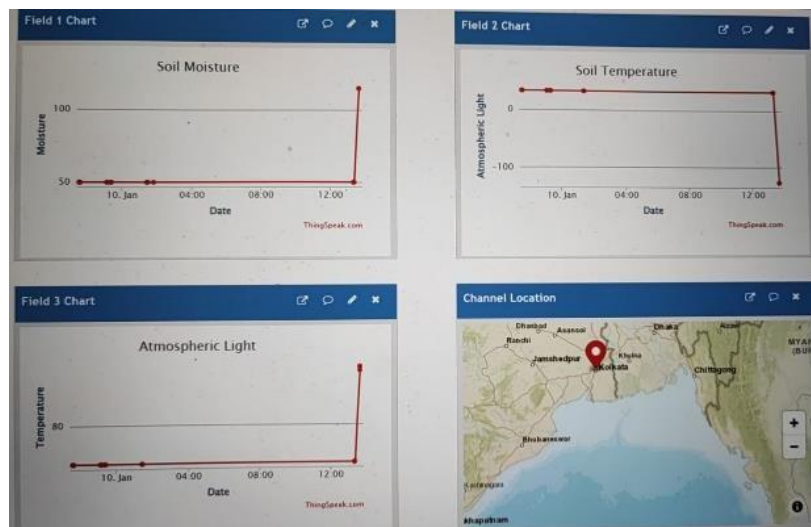 Field 1 Chart
Soil Moisture
Moisture
100
50
10. Jan 04:00 08:00 12:00
Date
ThingSpeak.com
Field 2 Chart
Soil Temperature
Atmospheric Light
0
-100
10. Jan 04:00 08:00 12:00
Date
ThingSpeak.com
Field 3 Chart
Atmospheric Light
Temperature
80
10. Jan 04:00 08:00 12:00
Date
ThingSpeak.com
Channel Location
Dhanbad Asansol Dhaka
Ranchi
Jamshedpur Khulna
Kolkata Chittagong
Bhubaneswar
+
−